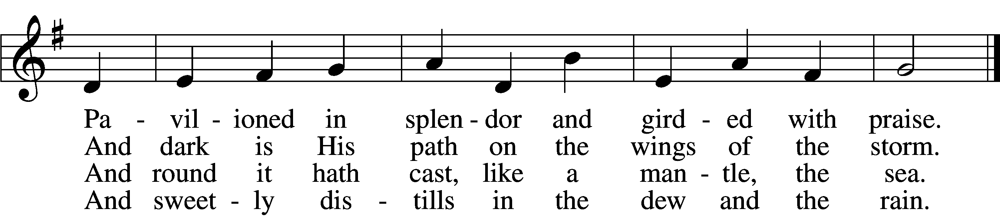 Pa - vil - ioned in splen - dor and gird - ed with praise.
And dark is His path on the wings of the storm.
And round it hath cast, like a man - tle, the sea.
And sweet - ly dis - tills in the dew and the rain.